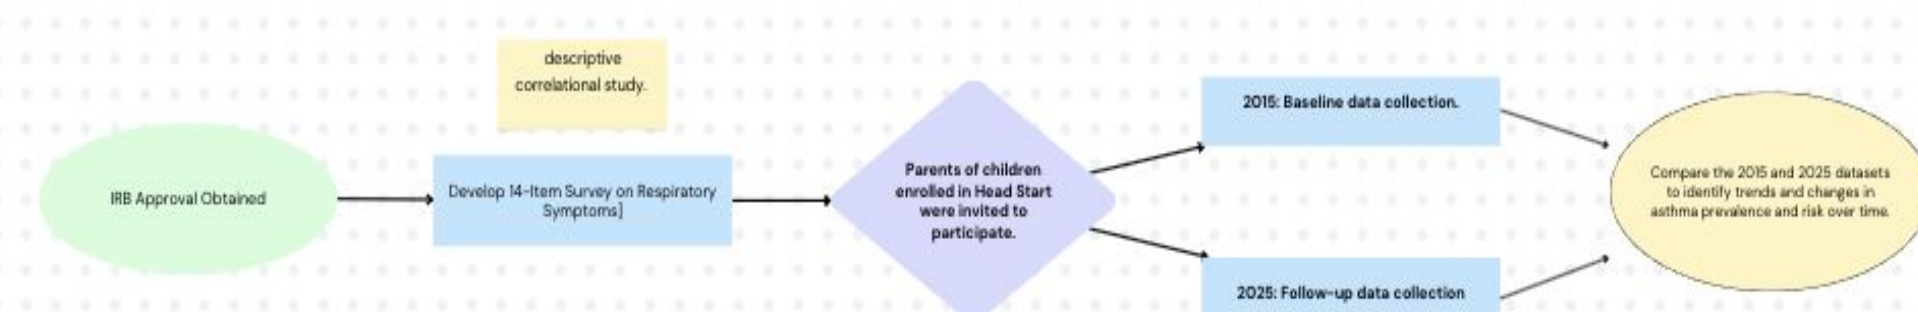 descriptive
correlational study.
IRB Approval Obtained
Develop 14-Item Survey on Respiratory
Symptoms]
Parents of children
enrolled in Head Start
were invited to
participate.
2015: Baseline data collection.
2025: Follow-up data collection
Compare the 2015 and 2025 datasets
to identify trends and changes in
asthma prevalence and risk over time.